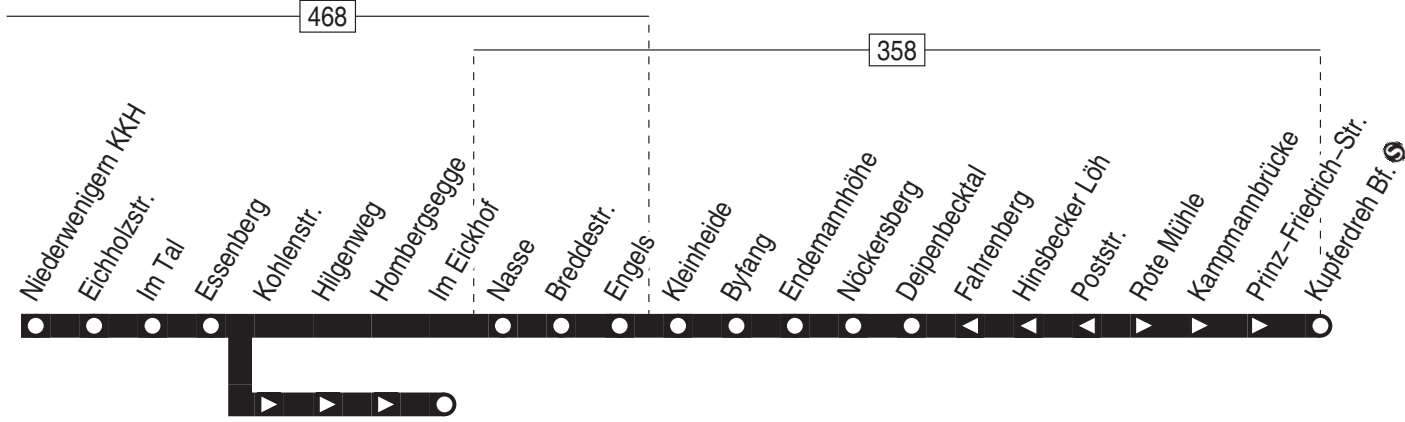 468
358
Niederwenigern KKH
Eichholzstr.
Im Tal
Essenberg
Kohlenstr.
Hilgenweg
Hombergsegge
Im Eickhof
Nasse
Breddestr.
Engels
Kleinheide
Byfang
Endemannhöhe
Nöckersberg
Deipenbecktal
Fahrenberg
Hinsbecker Löh
Poststr.
Rote Mühle
Kampmannbrücke
Prinz-Friedrich-Str.
Kupferdreh Bf. S